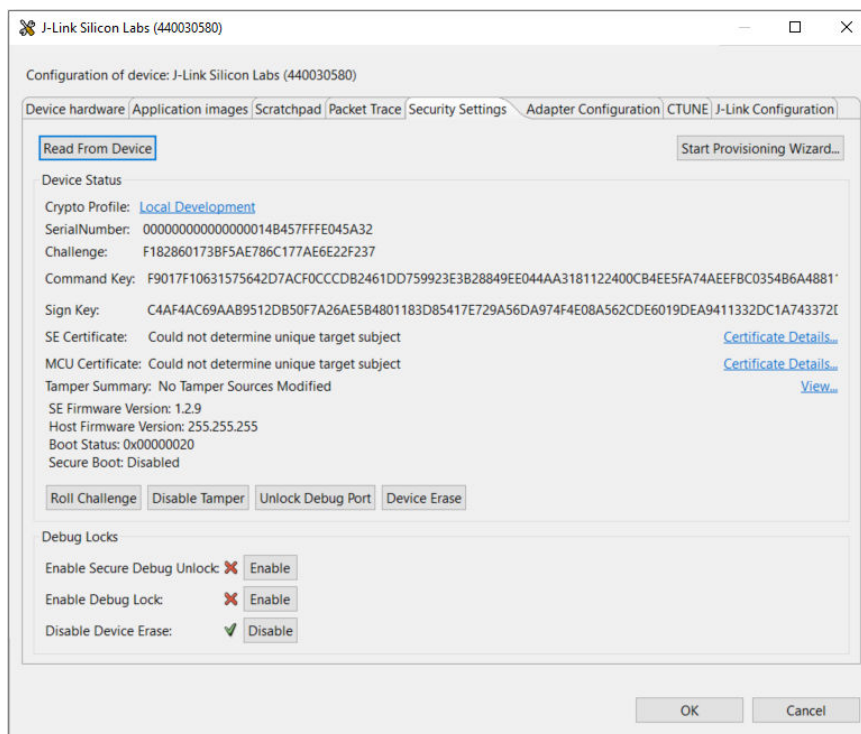 J-Link Silicon Labs (440030580)
Configuration of device: J-Link Silicon Labs (440030580)
Device hardware Application images Scratchpad Packet Trace Security Settings Adapter Configuration CTUNE J-Link Configuration
Read From Device Start Provisioning Wizard...
Device Status
Crypto Profile: Local Development
SerialNumber: 000000000000000014B457FFFE045A32
Challenge: F182860173BF5AE786C177AE6E22F237
Command Key: F9017F10631575642D7ACF0CCCDB2461DD759923E3B28849EE044AA3181122400CB4EE5FA74AEEFBC0354B6A4881
Sign Key: C4AF4AC69AAB9512DB50F7A26AE5B4801183D85417E729A56DA974F4E08A562CDE6019DEA9411332DC1A743372
SE Certificate: Could not determine unique target subject Certificate Details...
MCU Certificate: Could not determine unique target subject Certificate Details...
Tamper Summary: No Tamper Sources Modified View...
SE Firmware Version: 1.2.9
Host Firmware Version: 255.255.255
Boot Status: 0x00000020
Secure Boot: Disabled
Roll Challenge Disable Tamper Unlock Debug Port Device Erase
Debug Locks
Enable Secure Debug Unlock: Enable
Enable Debug Lock: Enable
Disable Device Erase: Disable
OK Cancel